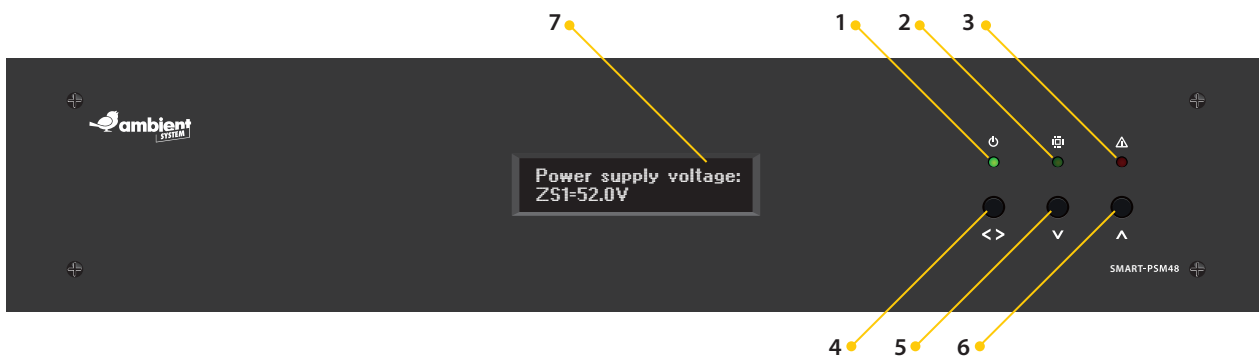 7 1 2 3
ambient
SYSTEM
Power supply voltage:
ZS1=52.0V
< >
SMART-PSM48
4 5 6